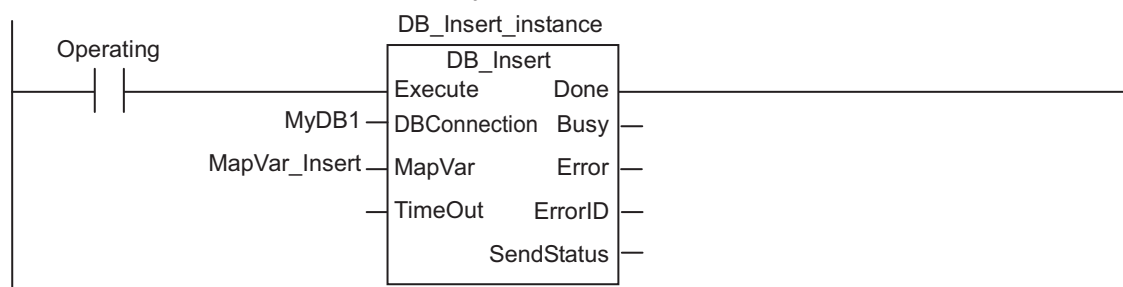 DB_Insert_instance
Operating
DB_Insert
Execute Done
MyDB1 DBConnection Busy
MapVar_Insert MapVar Error
TimeOut ErrorID
SendStatus